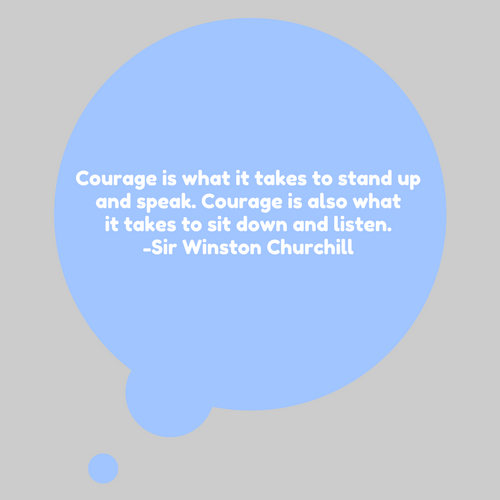 Courage is what it takes to stand up
and speak. Courage is also what
it takes to sit down and listen.
-Sir Winston Churchill